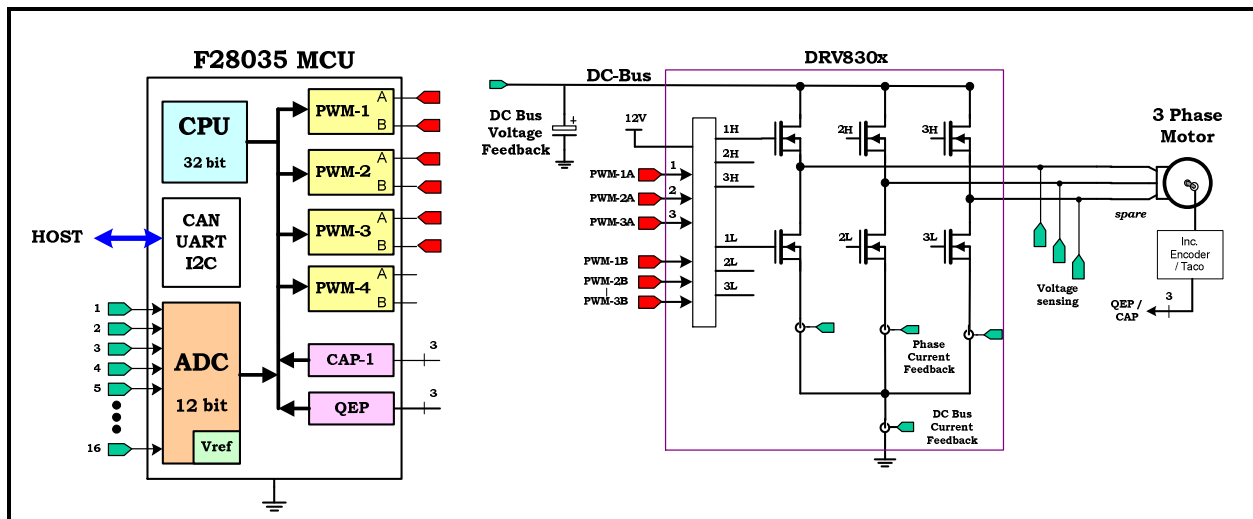 F28035 MCU
CPU
32 bit
PWM-1
A
B
PWM-2
A
B
PWM-3
A
B
PWM-4
A
B
HOST
CAN
UART
I2C
1
2
3
4
5
16
ADC
12 bit
Vref
CAP-1
3
QEP
3
DRV830x
DC-Bus
DC Bus
Voltage
Feedback
+
12V
PWM-1A
1
PWM-2A
2
PWM-3A
3
PWM-1B
PWM-2B
PWM-3B
1H
2H
3H
1L
2L
3L
2H
3H
2L
3L
Phase
Current
Feedback
DC Bus
Current
Feedback
3 Phase
Motor
spare
Voltage
sensing
Inc.
Encoder
/ Taco
QEP /
CAP
3